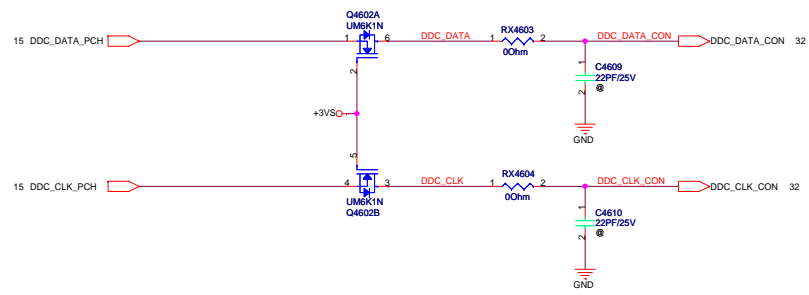 Q4602A
UM6K1N
15 DDC_DATA_PCH
1
6
DDC_DATA
1
RX4603
0Ohm
2
DDC_DATA_CON
DDC_DATA_CON 32
2
1
C4609
22PF/25V
2
@
GND
+3VS
5
15 DDC_CLK_PCH
4
3
UM6K1N
Q4602B
DDC_CLK
1
RX4604
0Ohm
2
DDC_CLK_CON
DDC_CLK_CON 32
1
C4610
22PF/25V
2
@
GND